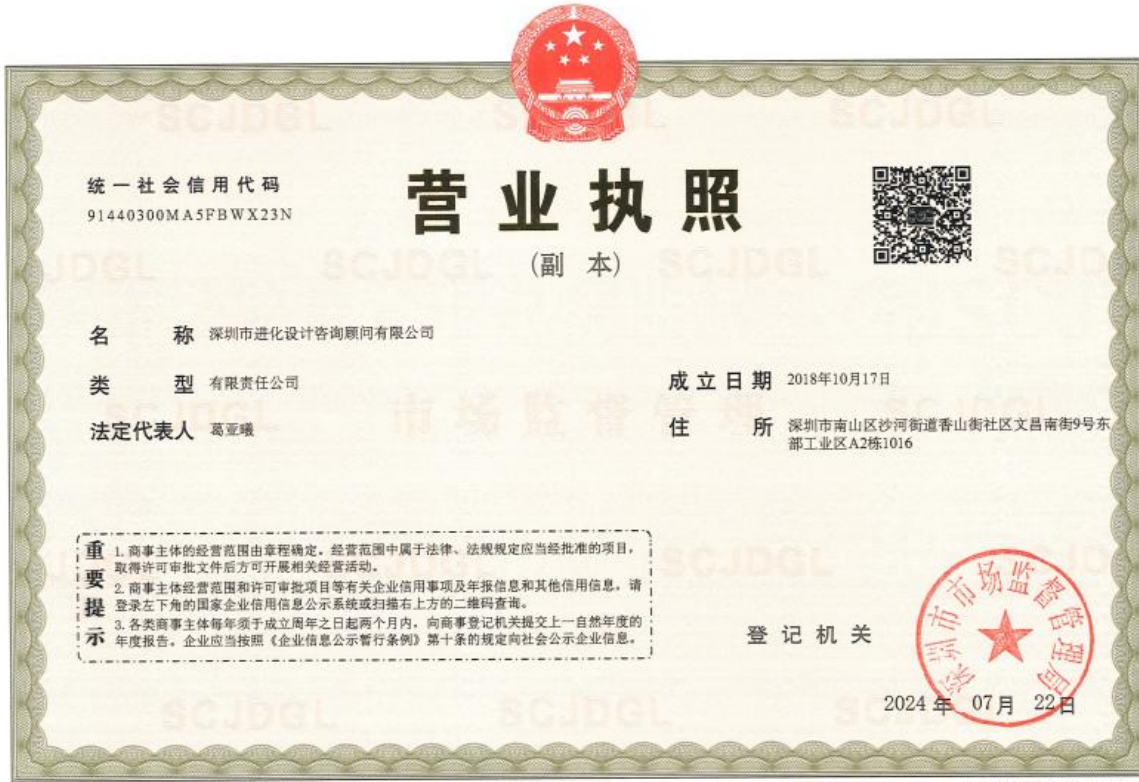 统一社会信用代码
91440300MA5FBWX23N
营业执照
(副 本)
名 称 深圳市进化设计咨询顾问有限公司
类 型 有限责任公司
法定代表人 葛亚曦
成立日期 2018年10月17日
住 所 深圳市南山区沙河街道香山街社区文昌南街9号东
部工业区A2栋1016
重要提示
1. 商事主体的经营范围由章程确定。经营范围中属于法律、法规规定应当经批准的项目,
取得许可审批文件后方可开展相关经营活动。
2. 商事主体经营范围和许可审批项目等有关企业信用事项及年报信息和其他信用信息,请
登录左下角的国家企业信用信息公示系统或扫描右上方的二维码查询。
3. 各类商事主体每年须于成立周年之日起两个月内,向商事登记机关提交上一自然年度的
年度报告。企业应当按照《企业信息公示暂行条例》第十条的规定向社会公示企业信息。
登记机关
深圳市市场监督管理局
2024年 07月 22日
SCJDGL
市场监督管理